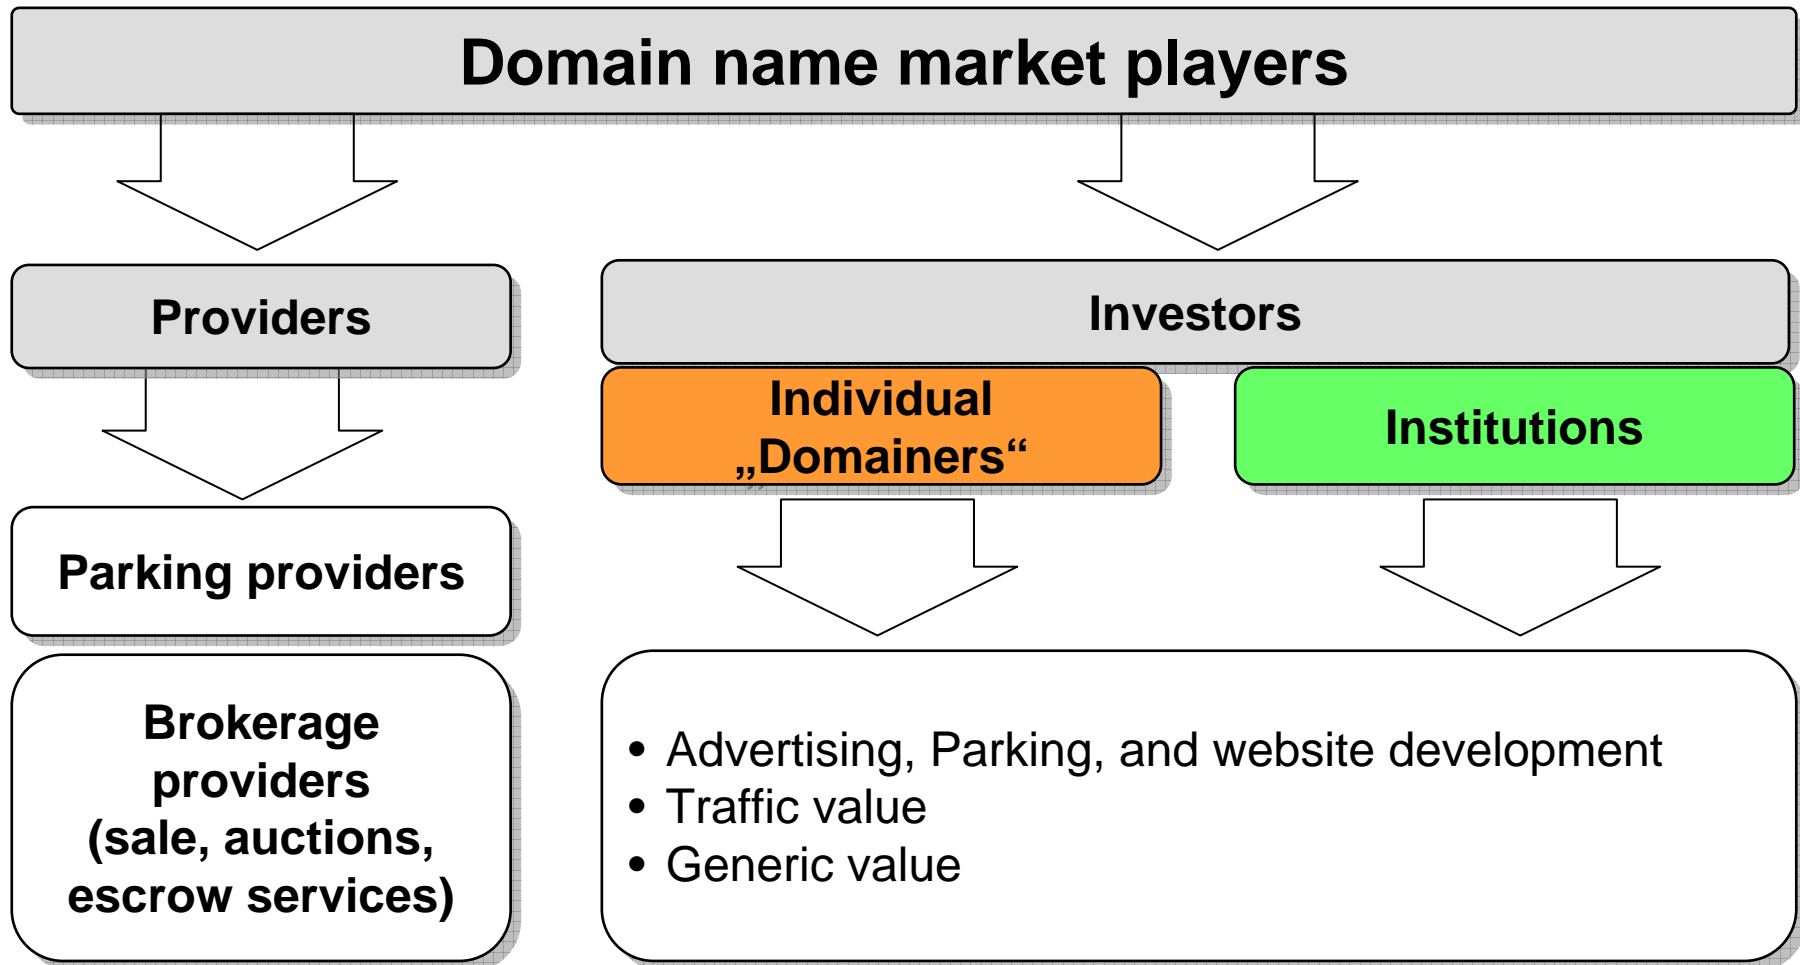 Domain name market players
Providers
Investors
Individual
„Domainers“
Institutions
Parking providers
Brokerage
providers
(sale, auctions,
escrow services)
• Advertising, Parking, and website development
• Traffic value
• Generic value